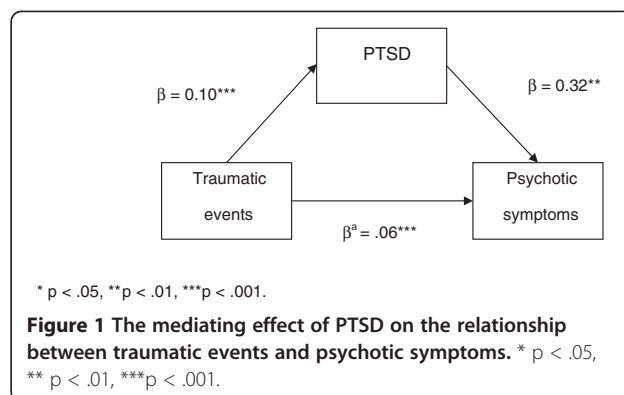 PTSD
β = 0.10***
β = 0.32**
Traumatic
events
Psychotic
symptoms
βª = .06***
* p < .05, **p < .01, ***p < .001.
Figure 1 The mediating effect of PTSD on the relationship
between traumatic events and psychotic symptoms. * p < .05,
** p < .01, ***p < .001.